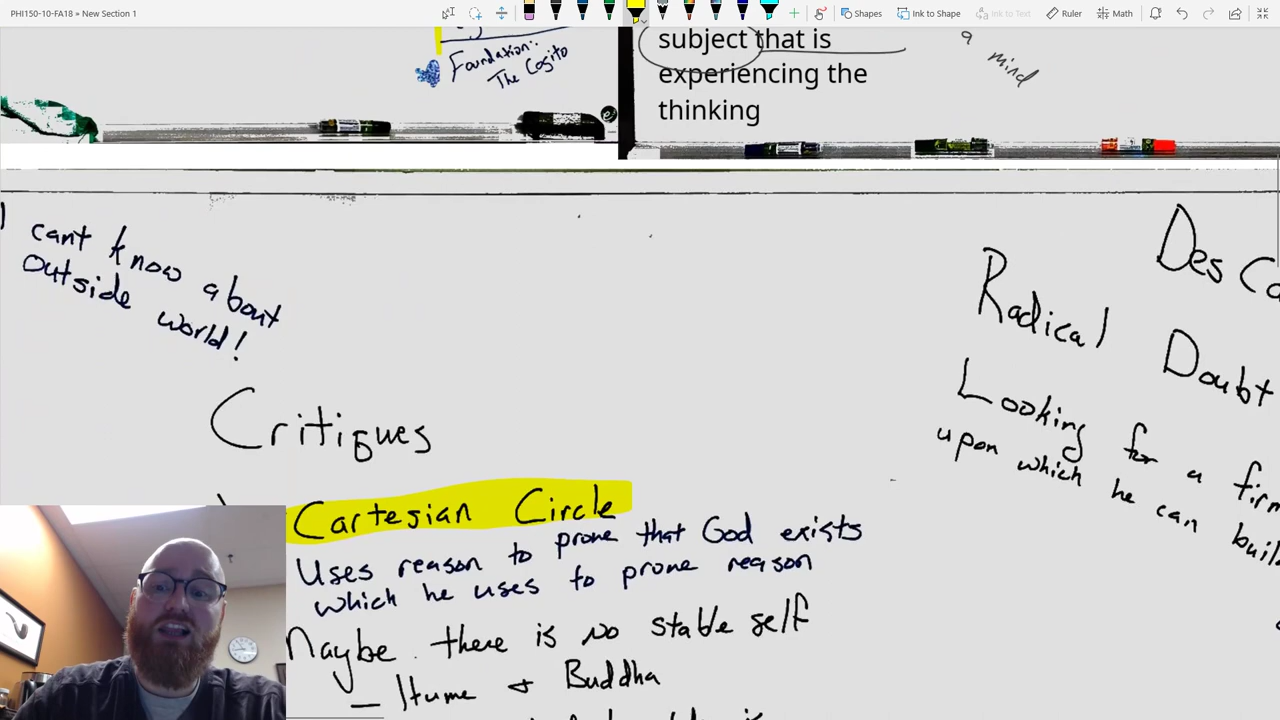 PHI150-10-FA18 » New Section 1
Shapes
Ink to Shape
Ink to Text
Ruler
Math
Foundation:
The Cogito
subject that is
experiencing the
thinking
a
mind
cant know about
outside world!
Critiques
Cartesian Circle
Uses reason to prove that God exists
which he uses to prove reason
Maybe there is no stable self
- Hume & Buddha
Des Ca
Radical Doubt
Looking for a firm
upon which he can buil